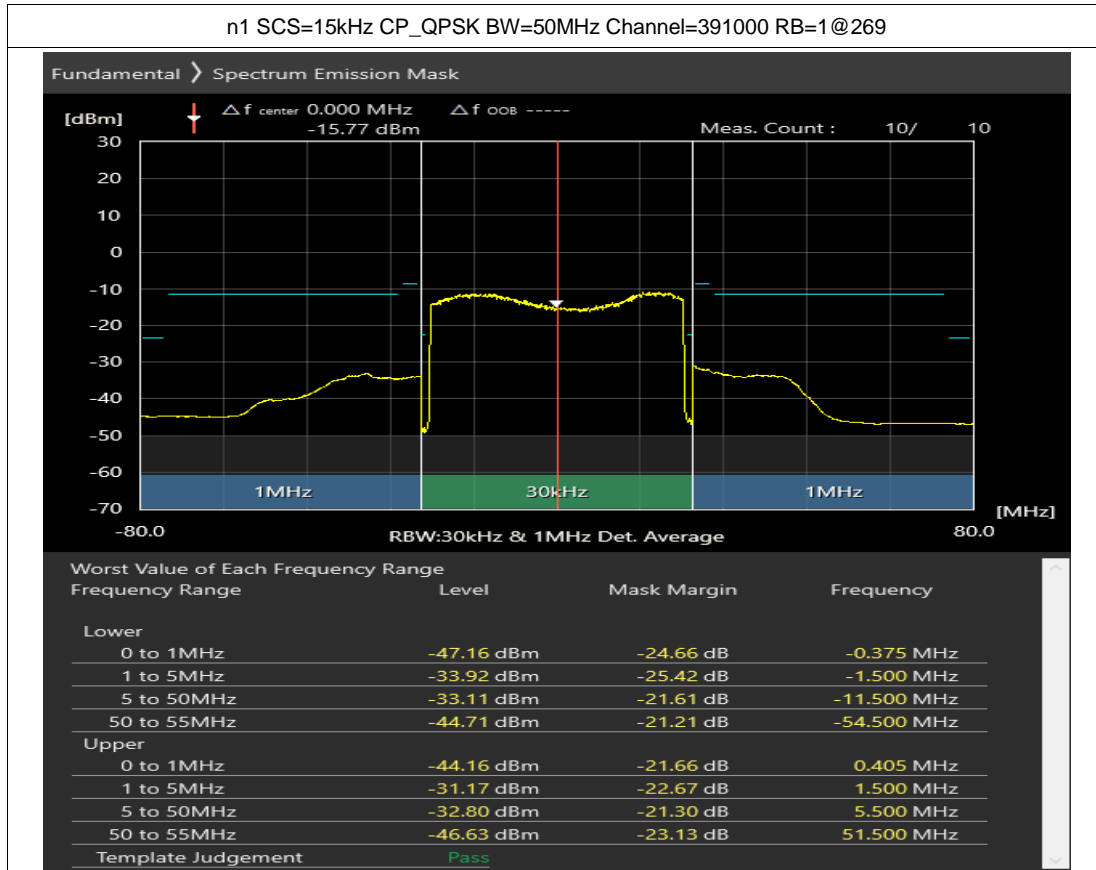 n1 SCS=15kHz CP_QPSK BW=50MHz Channel=391000 RB=1@269
Fundamental ❯ Spectrum Emission Mask
[dBm] Δf center 0.000 MHz Δf OOB -----
-15.77 dBm Meas. Count : 10/ 10
30
20
10
0
-10
-20
-30
-40
-50
-60
1MHz 30kHz 1MHz
-70
[MHz]
-80.0 RBW:30kHz & 1MHz Det. Average 80.0
Worst Value of Each Frequency Range
Frequency Range Level Mask Margin Frequency
Lower
0 to 1MHz -47.16 dBm -24.66 dB -0.375 MHz
1 to 5MHz -33.92 dBm -25.42 dB -1.500 MHz
5 to 50MHz -33.11 dBm -21.61 dB -11.500 MHz
50 to 55MHz -44.71 dBm -21.21 dB -54.500 MHz
Upper
0 to 1MHz -44.16 dBm -21.66 dB 0.405 MHz
1 to 5MHz -31.17 dBm -22.67 dB 1.500 MHz
5 to 50MHz -32.80 dBm -21.30 dB 5.500 MHz
50 to 55MHz -46.63 dBm -23.13 dB 51.500 MHz
Template Judgement Pass